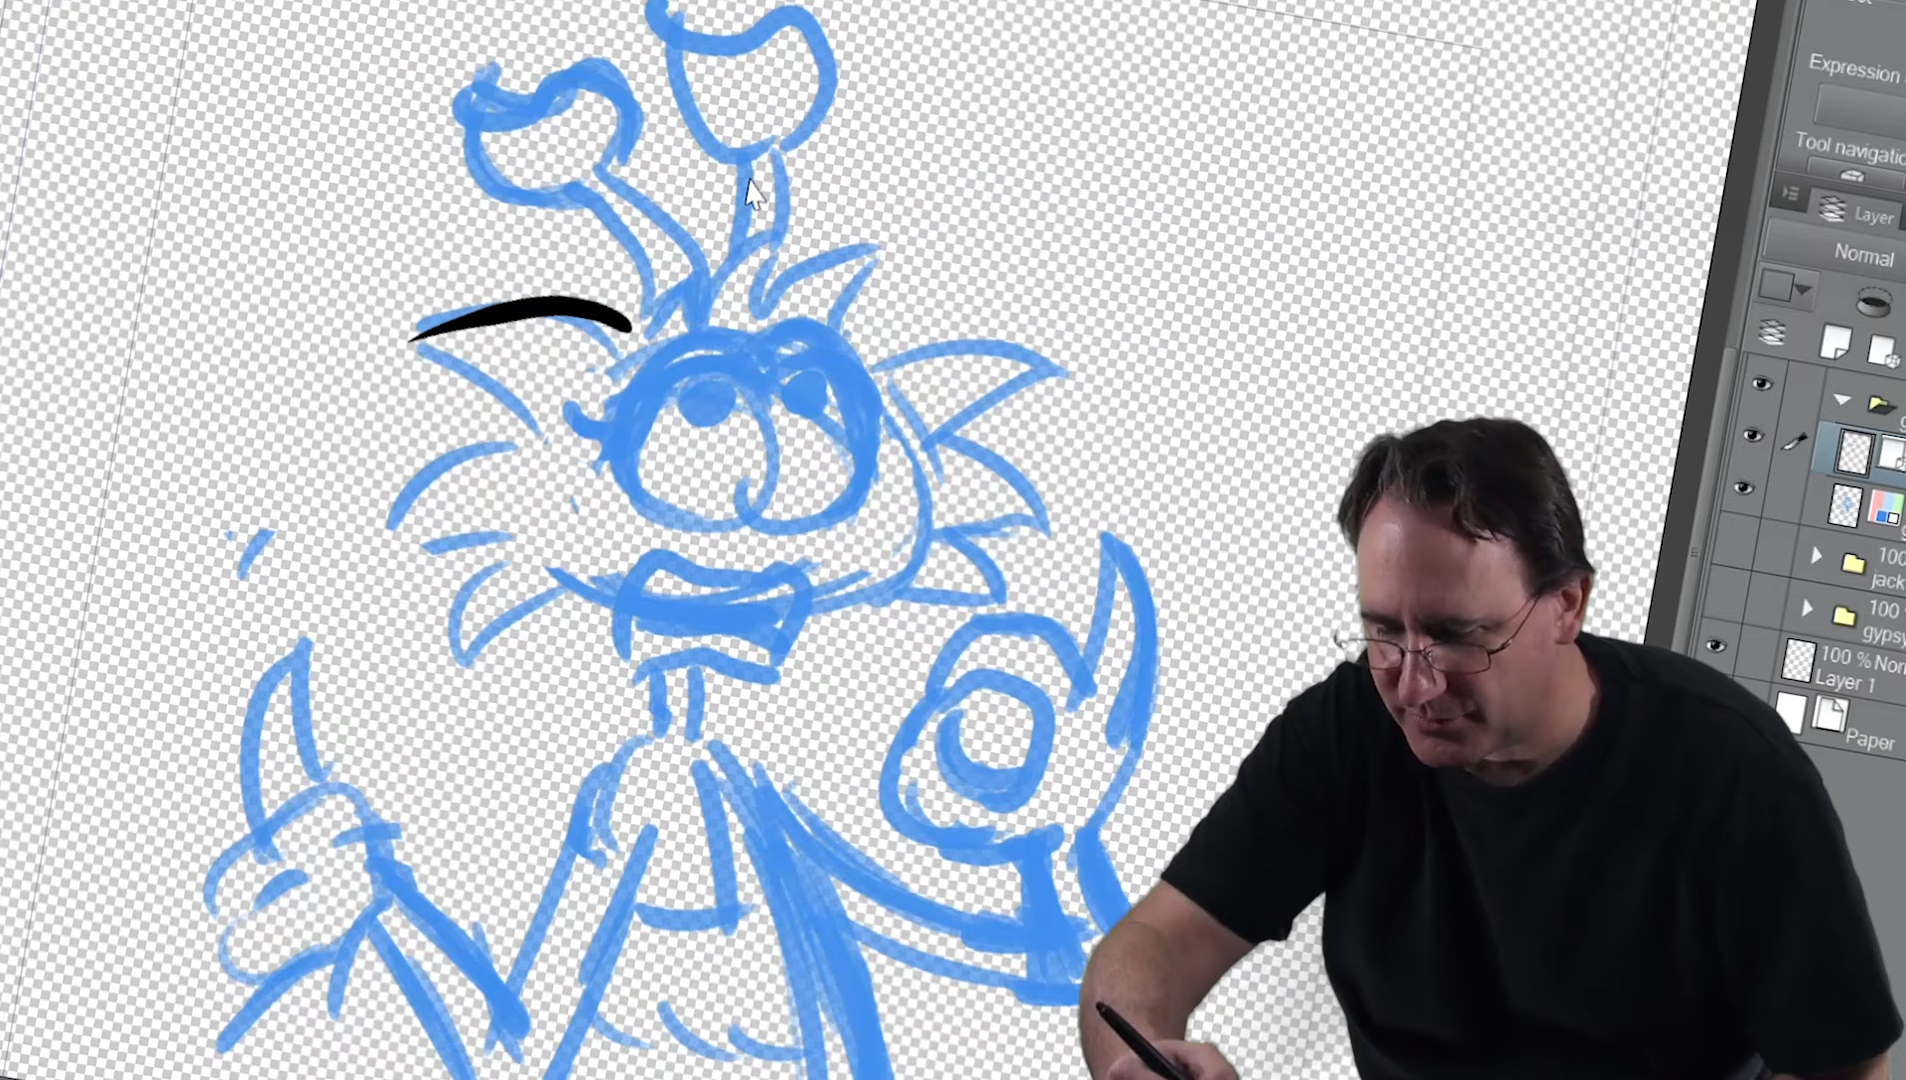 Expression
Tool navigatio
Layer
Normal
100
jack
100
gypsy
100 % Nor
Layer 1
Paper